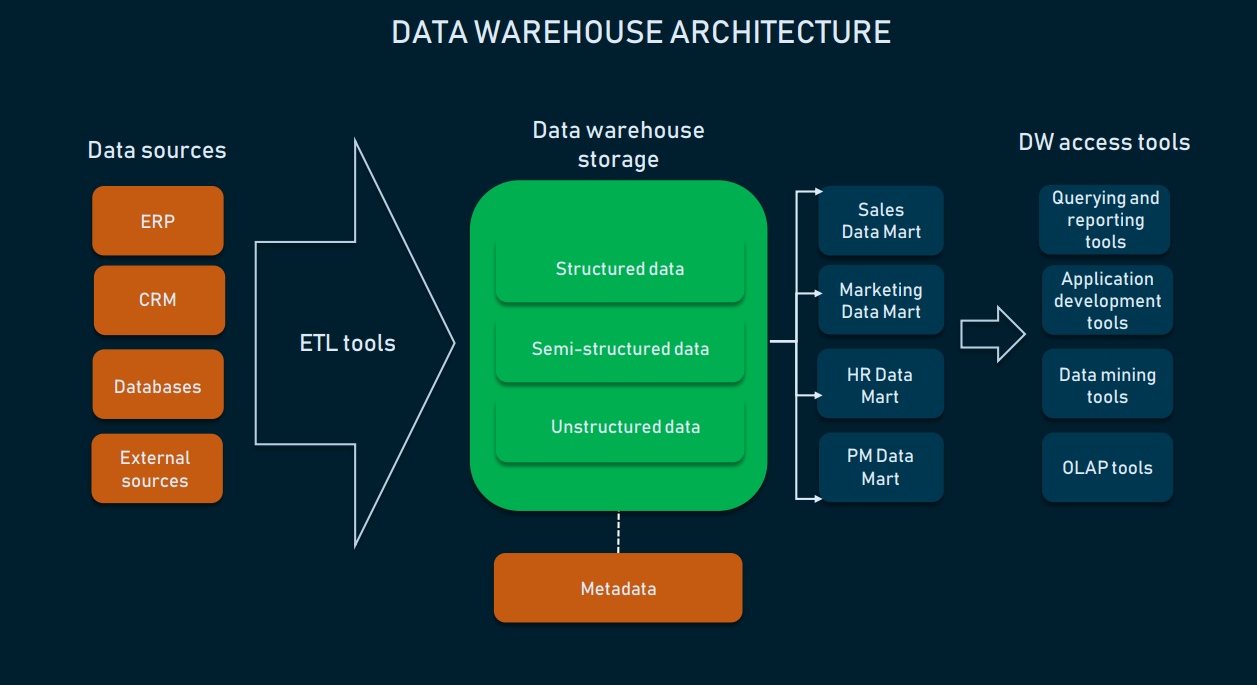 DATA WAREHOUSE ARCHITECTURE
Data sources
ERP
CRM
Databases
External
sources
ETL tools
Data warehouse
storage
Structured data
Semi-structured data
Unstructured data
Metadata
Sales
Data Mart
Marketing
Data Mart
HR Data
Mart
PM Data
Mart
DW access tools
Querying and
reporting
tools
Application
development
tools
Data mining
tools
OLAP tools